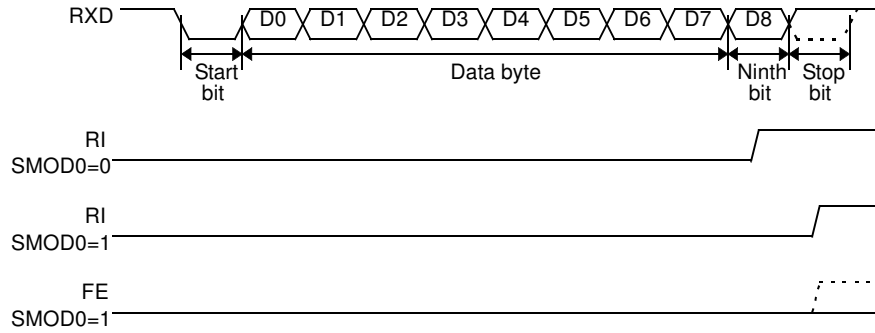 RXD D0 D1 D2 D3 D4 D5 D6 D7 D8
Start bit
Data byte
Ninth bit
Stop bit
RI
SMOD0=0
RI
SMOD0=1
FE
SMOD0=1